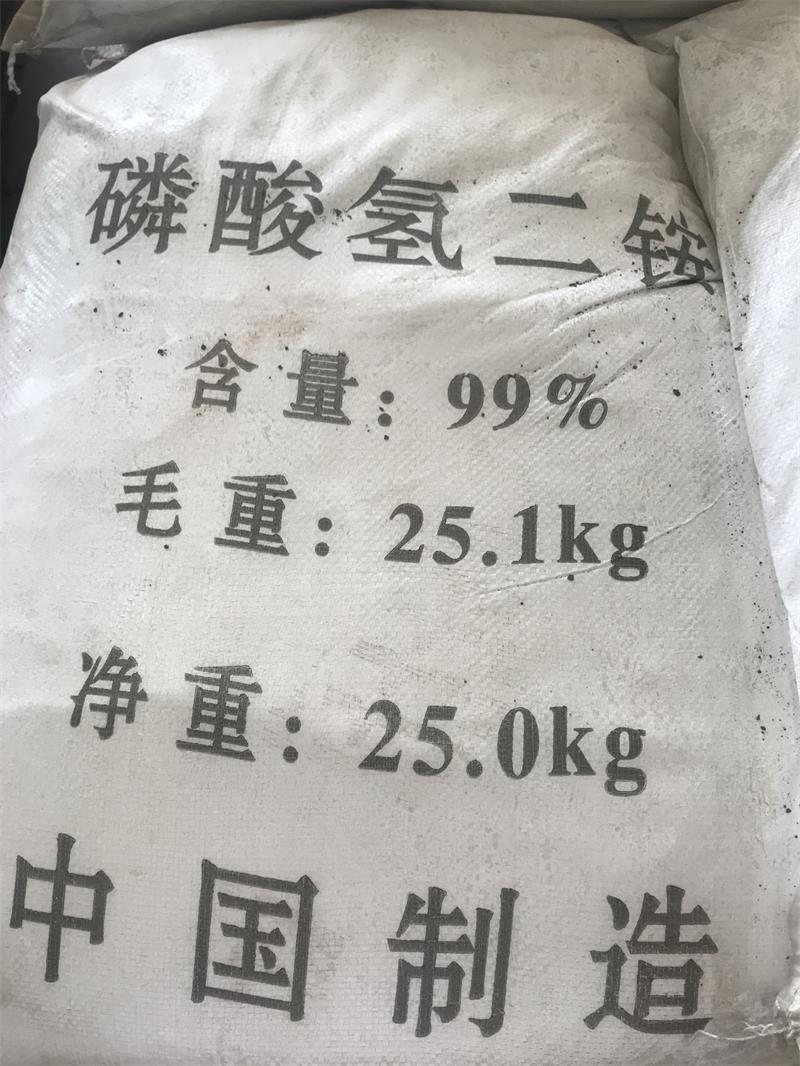 磷酸氢二铵
含量：99%
毛重：25.1kg
净重：25.0kg
中国制造